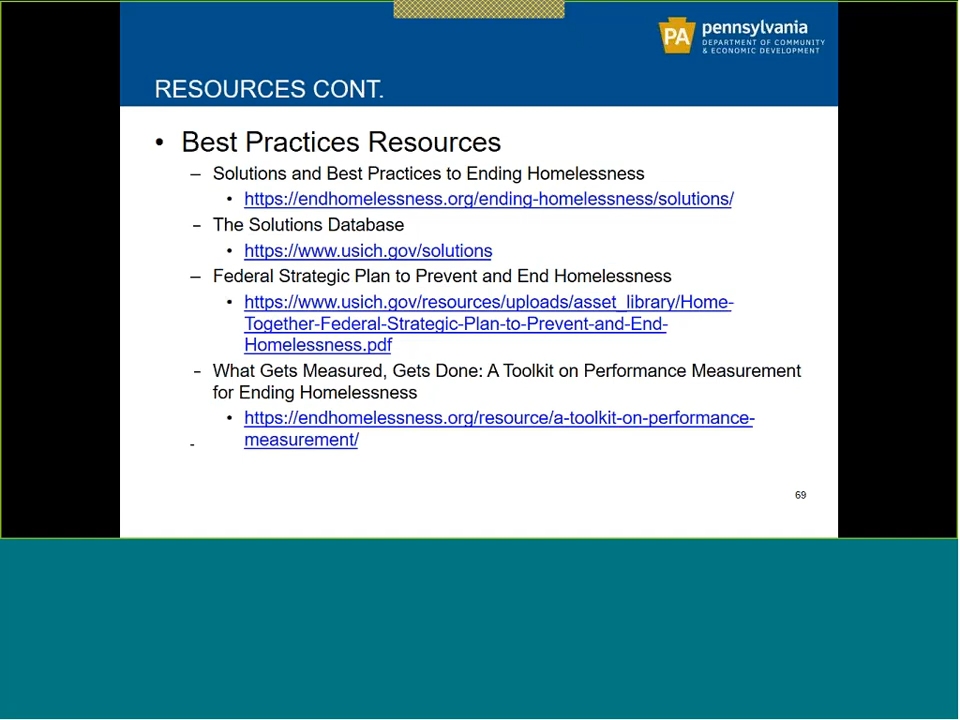 PA
pennsylvania
DEPARTMENT OF COMMUNITY
& ECONOMIC DEVELOPMENT
RESOURCES CONT.
• Best Practices Resources
– Solutions and Best Practices to Ending Homelessness
• https://endhomelessness.org/ending-homelessness/solutions/
– The Solutions Database
• https://www.usich.gov/solutions
– Federal Strategic Plan to Prevent and End Homelessness
• https://www.usich.gov/resources/uploads/asset_library/Home-
Together-Federal-Strategic-Plan-to-Prevent-and-End-
Homelessness.pdf
– What Gets Measured, Gets Done: A Toolkit on Performance Measurement
for Ending Homelessness
• https://endhomelessness.org/resource/a-toolkit-on-performance-
measurement/
-
69